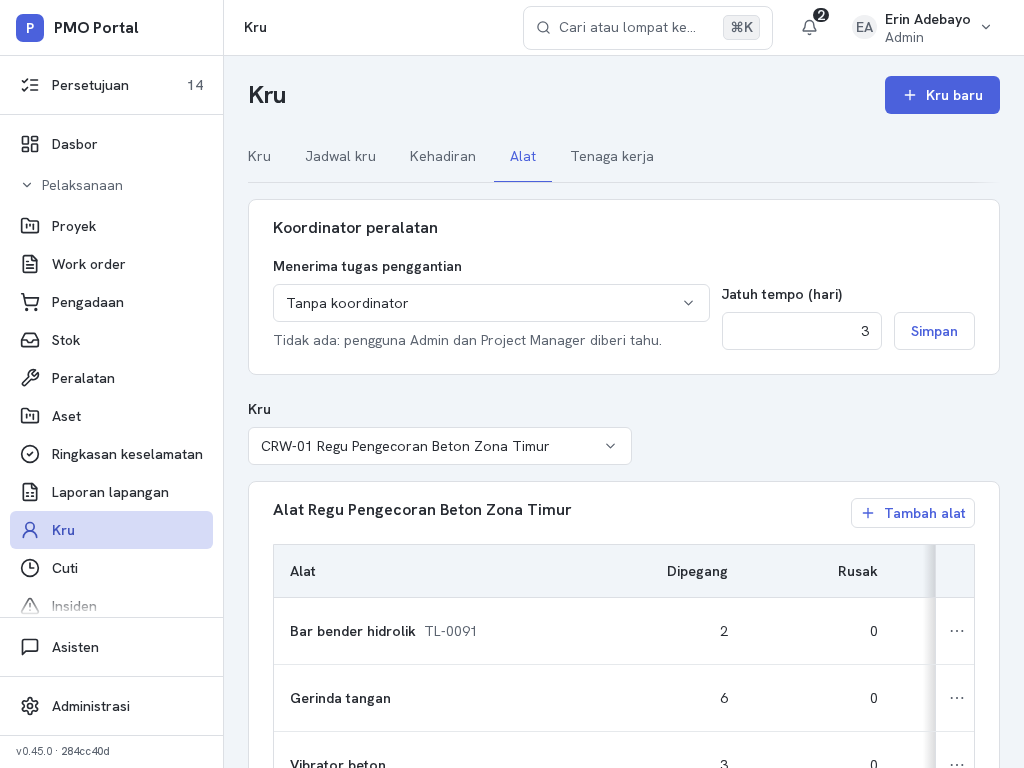 P PMO Portal
Kru
Cari atau lompat ke...
⌘K
2
EA
Erin Adebayo
Admin
Persetujuan 14
Dasbor
Pelaksanaan
Proyek
Work order
Pengadaan
Stok
Peralatan
Aset
Ringkasan keselamatan
Laporan lapangan
Kru
Cuti
Insiden
Asisten
Administrasi
v0.45.0 · 284cc40d
Kru
Kru baru
Kru Jadwal kru Kehadiran Alat Tenaga kerja
Koordinator peralatan
Menerima tugas penggantian
Tanpa koordinator
Tidak ada: pengguna Admin dan Project Manager diberi tahu.
Jatuh tempo (hari)
3
Simpan
Kru
CRW-01 Regu Pengecoran Beton Zona Timur
Alat Regu Pengecoran Beton Zona Timur
Tambah alat
Alat Dipegang Rusak
Bar bender hidrolik TL-0091 2 0
Gerinda tangan 6 0
Vibrator beton 3 0